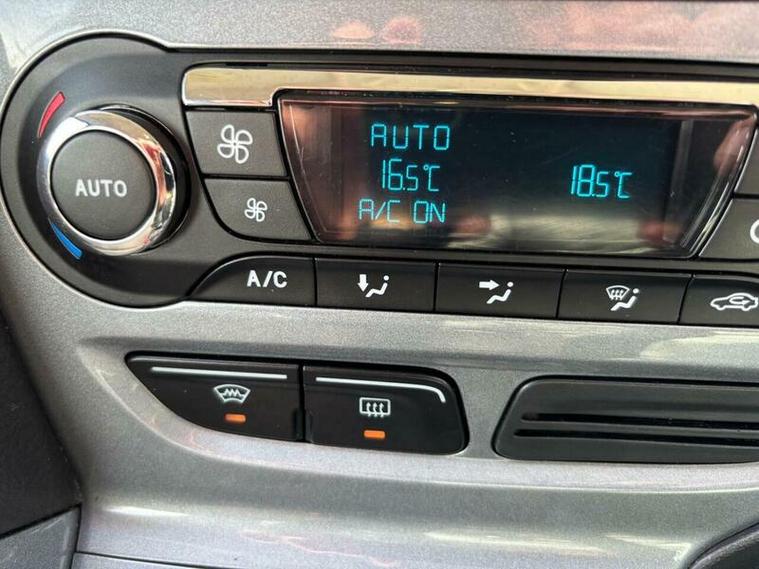 AUTO
AUTO
16.5°C
18.5°C
A/C ON
A/C